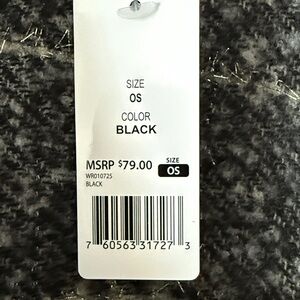 SIZE
OS
COLOR
BLACK
MSRP $79.00 SIZE OS
WR010725
BLACK
7 60563 31727 3